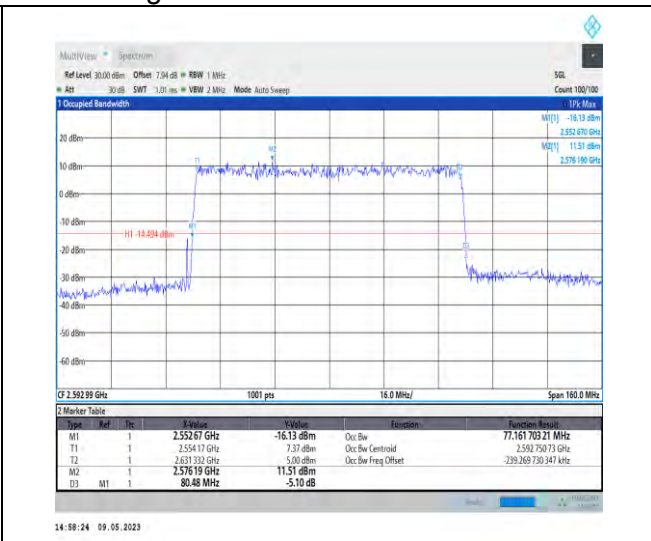 MultiView Spectrum
Ref Level 30.00 dBm Offset 7.94 dB RBW 1 MHz SGL
Att 30 dB SWT 1.01 ms VBW 2 MHz Mode Auto Sweep Count 100/100
1 Occupied Bandwidth 1Pk Max
M1[1] -16.13 dBm
2.552 670 GHz
M2[1] 11.51 dBm
2.576 190 GHz
20 dBm
M2
T1
10 dBm
0 dBm
-10 dBm
M1
H1 -14.494 dBm
-20 dBm
D3
-30 dBm
-40 dBm
-50 dBm
-60 dBm
CF 2.592 99 GHz 1001 pts 16.0 MHz/ Span 160.0 MHz
2 Marker Table
Type Ref Trc X-Value Y-Value Function Function Result
M1 1 2.552 67 GHz -16.13 dBm Occ Bw 77.161 703 21 MHz
T1 1 2.554 17 GHz 7.37 dBm Occ Bw Centroid 2.592 750 73 GHz
T2 1 2.631 332 GHz 5.00 dBm Occ Bw Freq Offset -239.269 730 347 kHz
M2 1 2.576 19 GHz 11.51 dBm
D3 M1 1 80.48 MHz -5.10 dB
14:58:24 09.05.2023